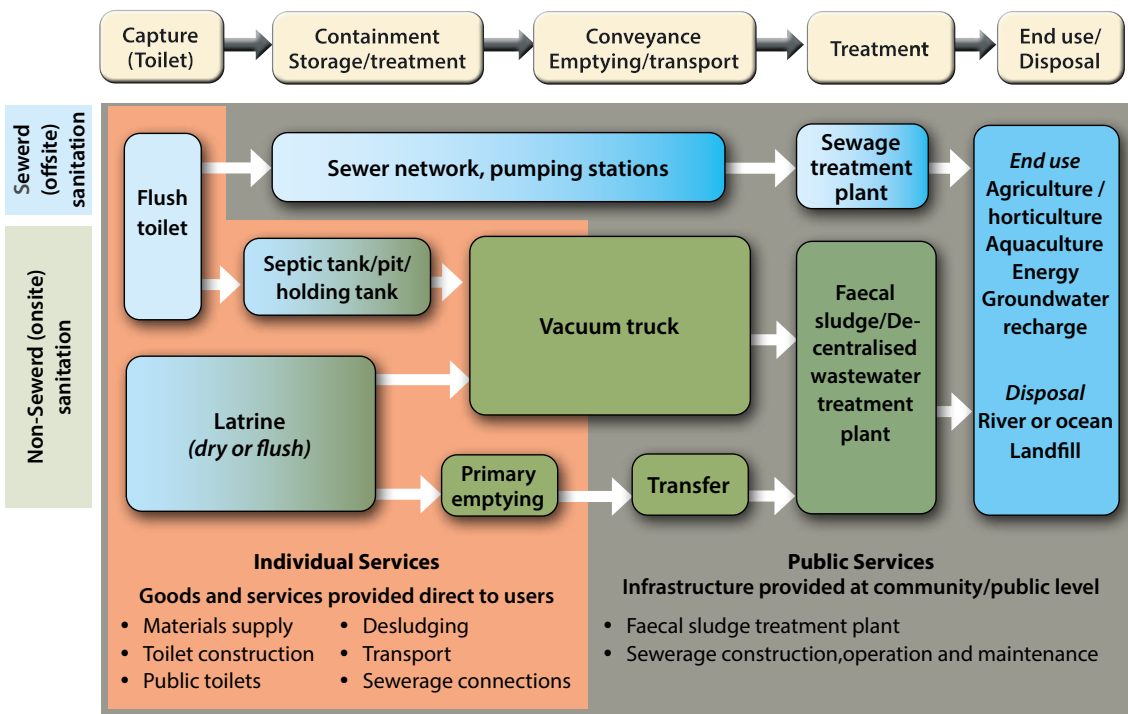 Capture
(Toilet)
Containment
Storage/treatment
Conveyance
Emptying/transport
Treatment
End use/
Disposal
Sewerd
(offsite)
sanitation
Non-Sewerd (onsite)
sanitation
Flush
toilet
Sewer network, pumping stations
Sewage
treatment
plant
Septic tank/pit/
holding tank
Vacuum truck
Latrine
(dry or flush)
Primary
emptying
Transfer
Faecal
sludge/De-
centralised
wastewater
treatment
plant
End use
Agriculture /
horticulture
Aquaculture
Energy
Groundwater
recharge
Disposal
River or ocean
Landfill
Individual Services
Goods and services provided direct to users
• Materials supply
• Toilet construction
• Public toilets
• Desludging
• Transport
• Sewerage connections
Public Services
Infrastructure provided at community/public level
• Faecal sludge treatment plant
• Sewerage construction,operation and maintenance